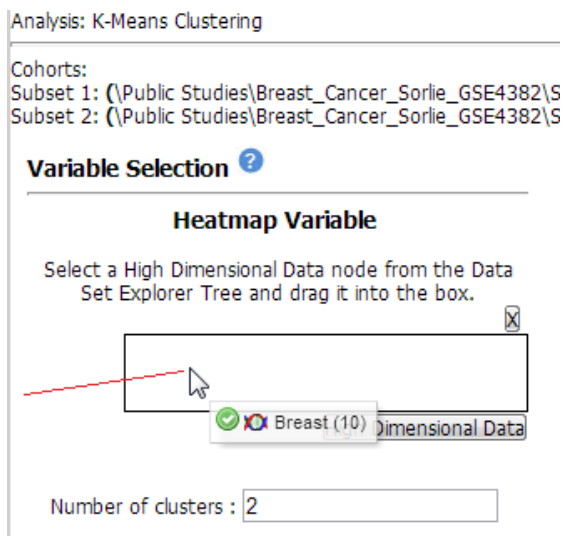 Analysis: K-Means Clustering
Cohorts:
Subset 1: (\Public Studies\Breast_Cancer_Sorlie_GSE4382\S
Subset 2: (\Public Studies\Breast_Cancer_Sorlie_GSE4382\S
Variable Selection ?
Heatmap Variable
Select a High Dimensional Data node from the Data
Set Explorer Tree and drag it into the box.
X
Breast (10)
Dimensional Data
Number of clusters : 2